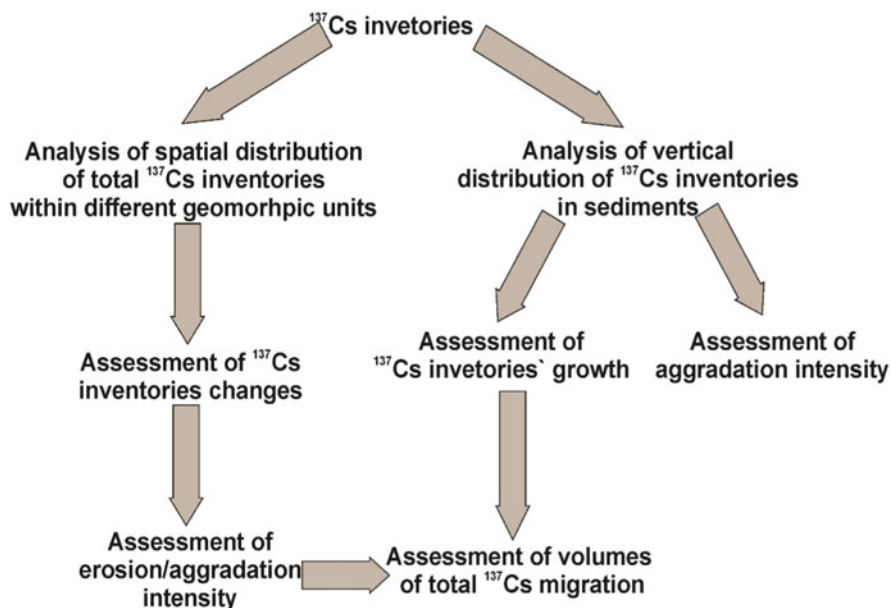 ¹³⁷Cs invetories
Analysis of spatial distribution
of total ¹³⁷Cs inventories
within different geomorhpic units
Analysis of vertical
distribution of ¹³⁷Cs inventories
in sediments
Assessment of ¹³⁷Cs
inventories changes
Assessment of
¹³⁷Cs invetories` growth
Assessment of
aggradation intensity
Assessment of
erosion/aggradation
intensity
Assessment of volumes
of total ¹³⁷Cs migration